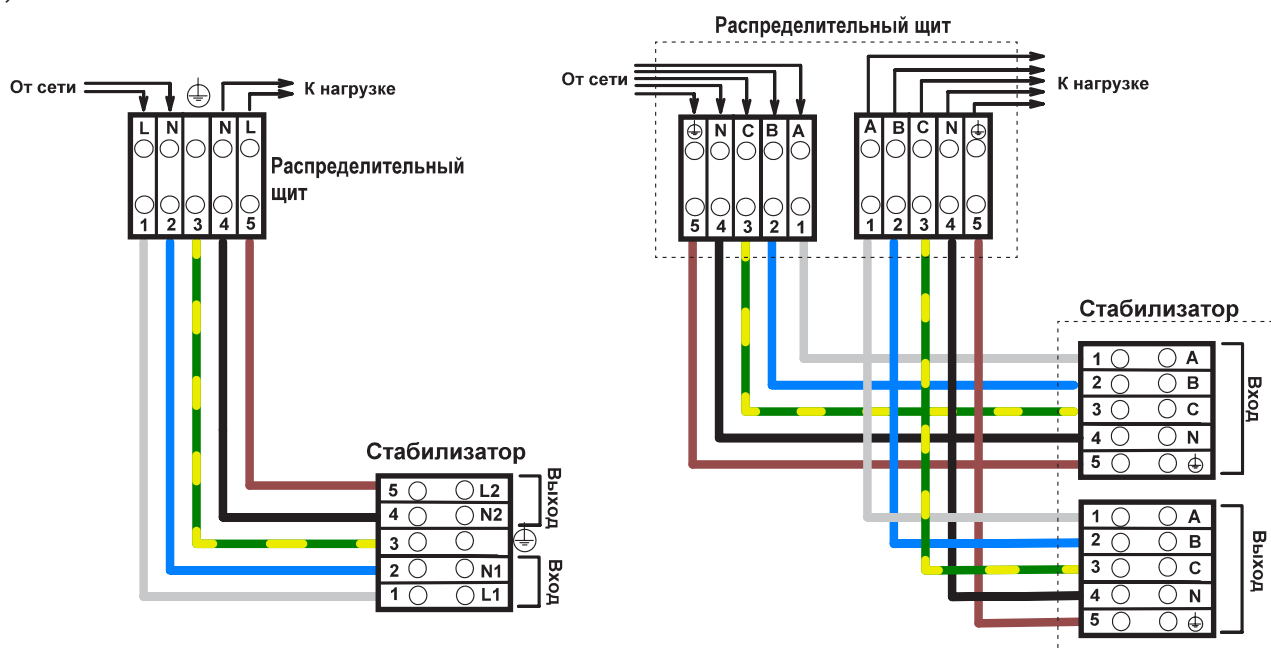 Распределительный щит
От сети
К нагрузке
L N N L
Распределительный
щит
1 2 3 4 5
От сети
К нагрузке
N C B A
A B C N
5 4 3 2 1
1 2 3 4 5
Стабилизатор
1 A
2 B
3 C
4 N
5
Вход
Стабилизатор
5 L2
4 N2
3
2 N1
1 L1
Выход
Вход
1 A
2 B
3 C
4 N
5
Выход